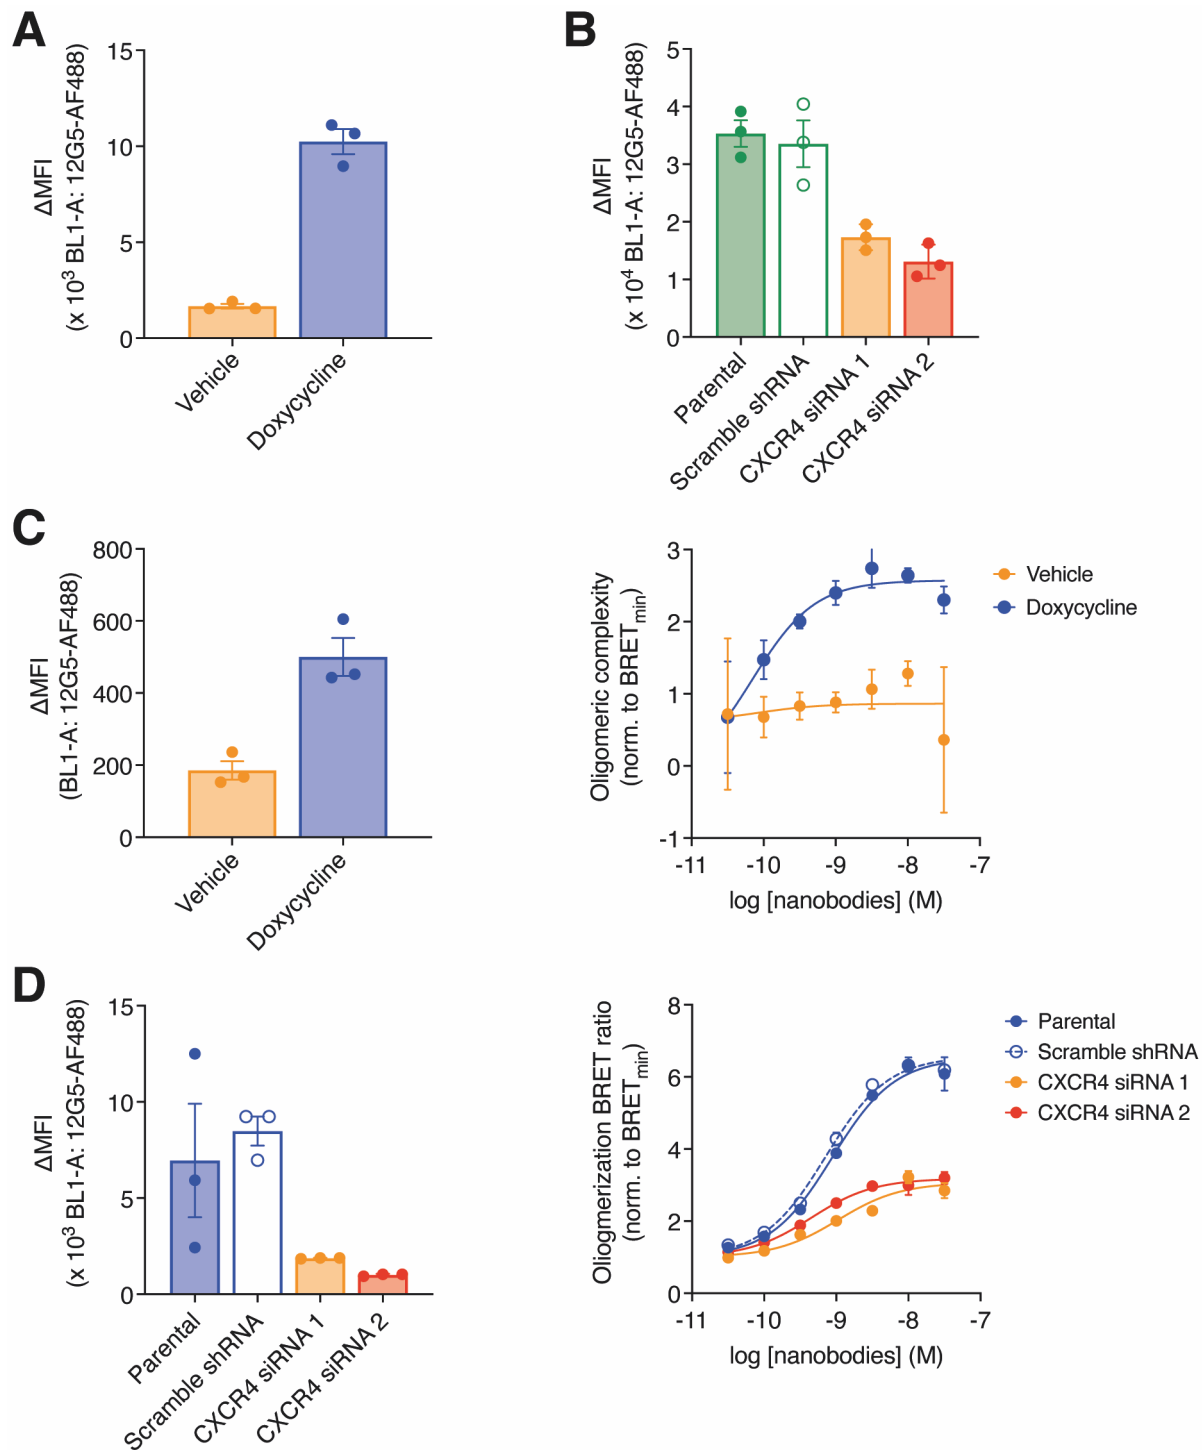 A
ΔMFI
(x 10³ BL1-A: 12G5-AF488)
15
10
5
0
Vehicle
Doxycycline
B
ΔMFI
(x 10⁴ BL1-A: 12G5-AF488)
5
4
3
2
1
0
Parental
Scramble shRNA
CXCR4 siRNA 1
CXCR4 siRNA 2
C
ΔMFI
(BL1-A: 12G5-AF488)
800
600
400
200
0
Vehicle
Doxycycline
Oligomeric complexity
(norm. to BRETmin)
3
2
1
0
-1
-11
-10
-9
-8
-7
log [nanobodies] (M)
Vehicle
Doxycycline
D
ΔMFI
(x 10³ BL1-A: 12G5-AF488)
15
10
5
0
Parental
Scramble shRNA
CXCR4 siRNA 1
CXCR4 siRNA 2
Oliogmerization BRET ratio
(norm. to BRETmin)
8
6
4
2
0
-11
-10
-9
-8
-7
log [nanobodies] (M)
Parental
Scramble shRNA
CXCR4 siRNA 1
CXCR4 siRNA 2